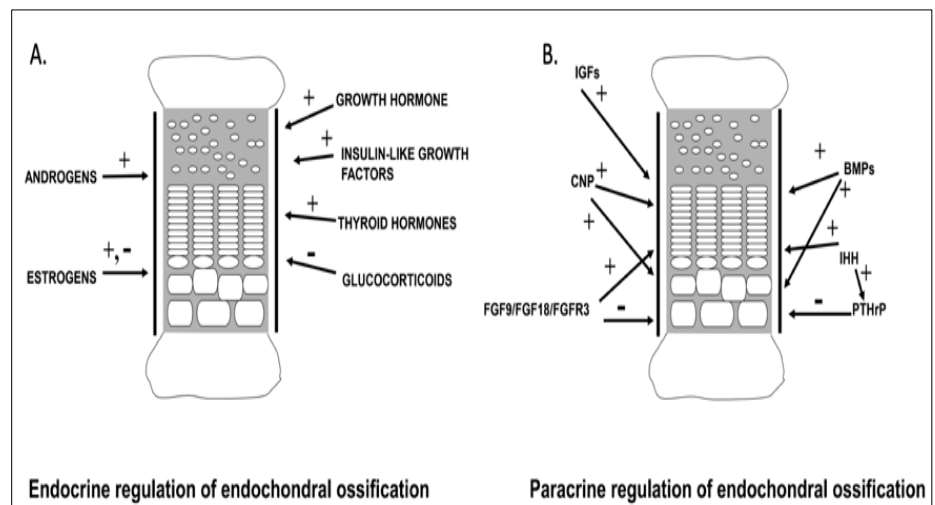 A.
+
GROWTH HORMONE
+
INSULIN-LIKE GROWTH
FACTORS
+
ANDROGENS
+
THYROID HORMONES
+,-
ESTROGENS
-
GLUCOCORTICOIDS
Endocrine regulation of endochondral ossification
B.
IGFs
+
CNP
+
+
+
BMPs
+
+
IHH
+
+
FGF9/FGF18/FGFR3
-
-
PTHrP
Paracrine regulation of endochondral ossification